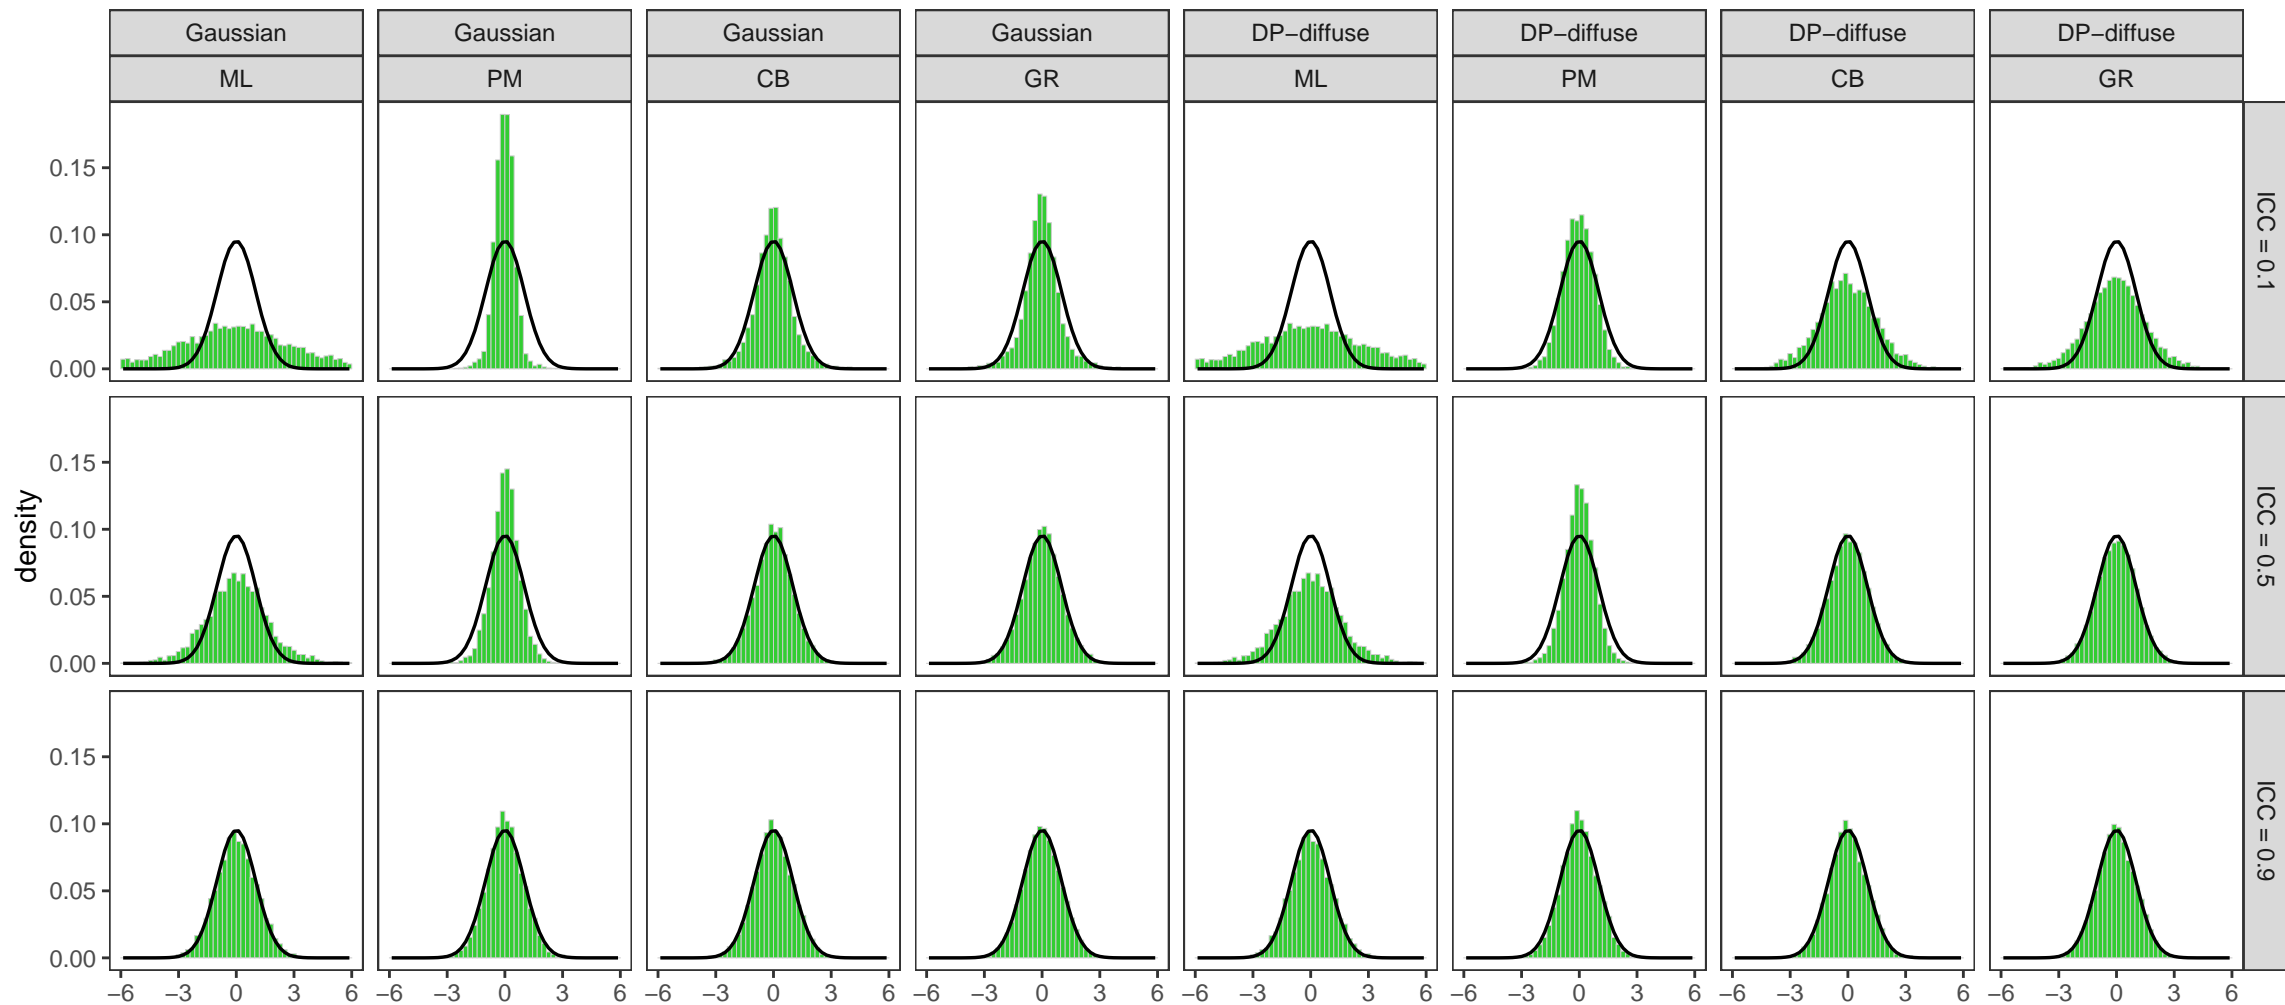 Gaussian Gaussian Gaussian Gaussian DP−diffuse DP−diffuse DP−diffuse DP−diffuse
ML PM CB GR ML PM CB GR
0.15
0.10
0.05
0.00
ICC = 0.1
density
0.15
0.10
0.05
0.00
ICC = 0.5
0.15
0.10
0.05
0.00
ICC = 0.9
−6 −3 0 3 6 −6 −3 0 3 6 −6 −3 0 3 6 −6 −3 0 3 6 −6 −3 0 3 6 −6 −3 0 3 6 −6 −3 0 3 6 −6 −3 0 3 6